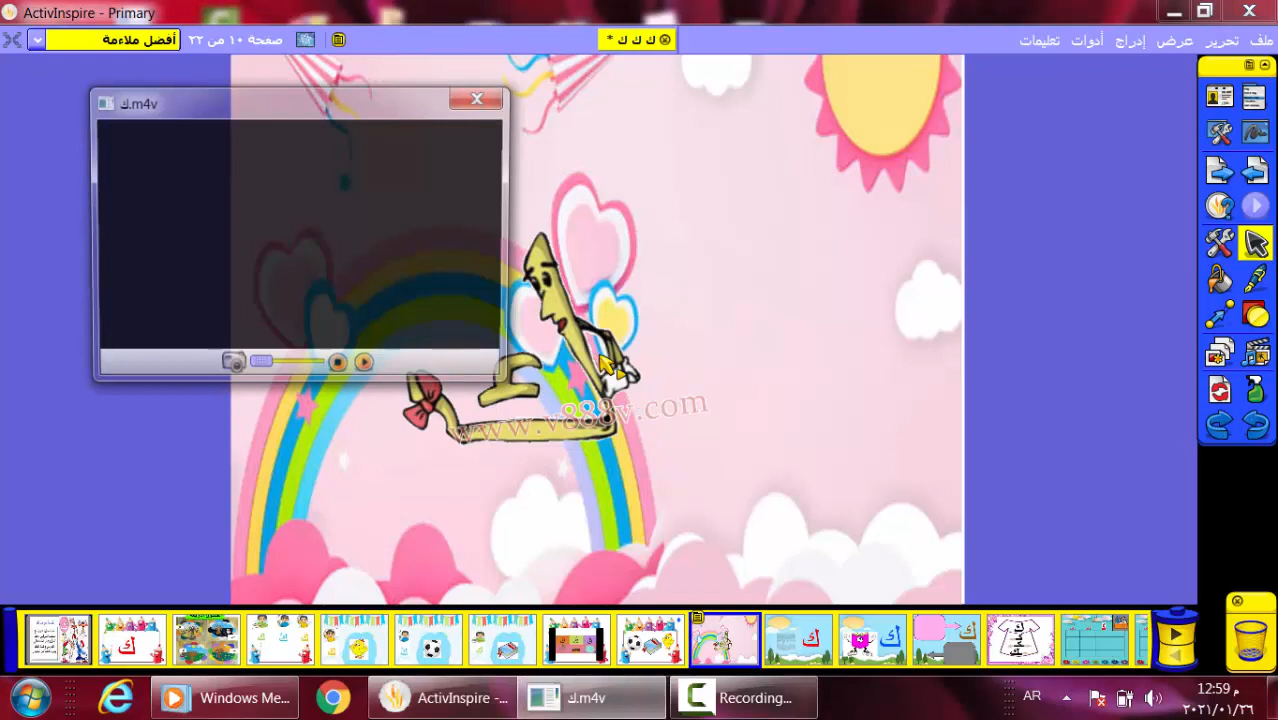 ActivInspire - Primary
ملف تحرير عرض إدراج أدوات تعليمات
ك ك ك *
صفحة ١٠ من ٢٢
أفضل ملاءمة
ك.m4v
www.v888v.com
ك
ك
ك
ك
Windows Me...
ActivInspire -...
ك.m4v
Recording...
AR
12:59 م
٢٠٢١/٠١/٢٦